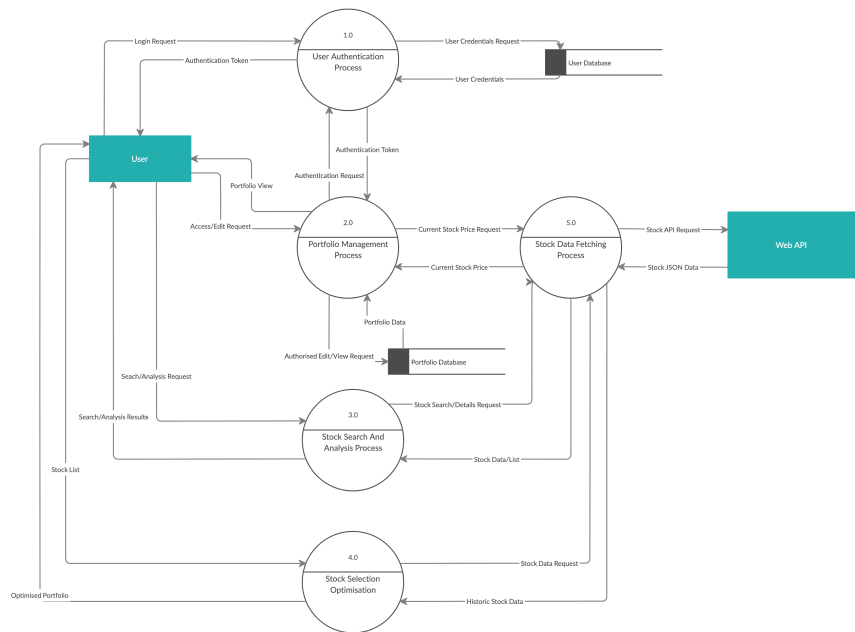 1.0
Login Request
User Credentials Request
User Authentication
Process
Authentication Token
User Database
User Credentials
Authentication Token
User
Authentication Request
Portfolio View
2.0
5.0
Access/Edit Request
Current Stock Price Request
Stock API Request
Portfolio Management
Process
Stock Data Fetching
Process
Web API
Current Stock Price
Stock JSON Data
Portfolio Data
Authorised Edit/View Request
Portfolio Database
Seach/Analysis Request
Stock Search/Details Request
3.0
Search/Analysis Results
Stock Search And
Analysis Process
Stock Data/List
Stock List
4.0
Stock Data Request
Stock Selection
Optimisation
Optimised Portfolio
Historic Stock Data